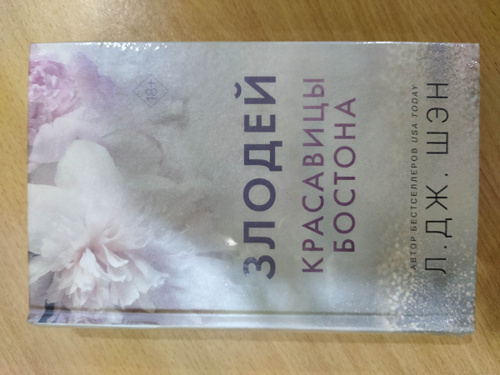 18+
ЗЛОДЕЙ
КРАСАВИЦЫ
БОСТОНА
АВТОР БЕСТСЕЛЛЕРОВ USA TODAY
Л. ДЖ. ШЭН